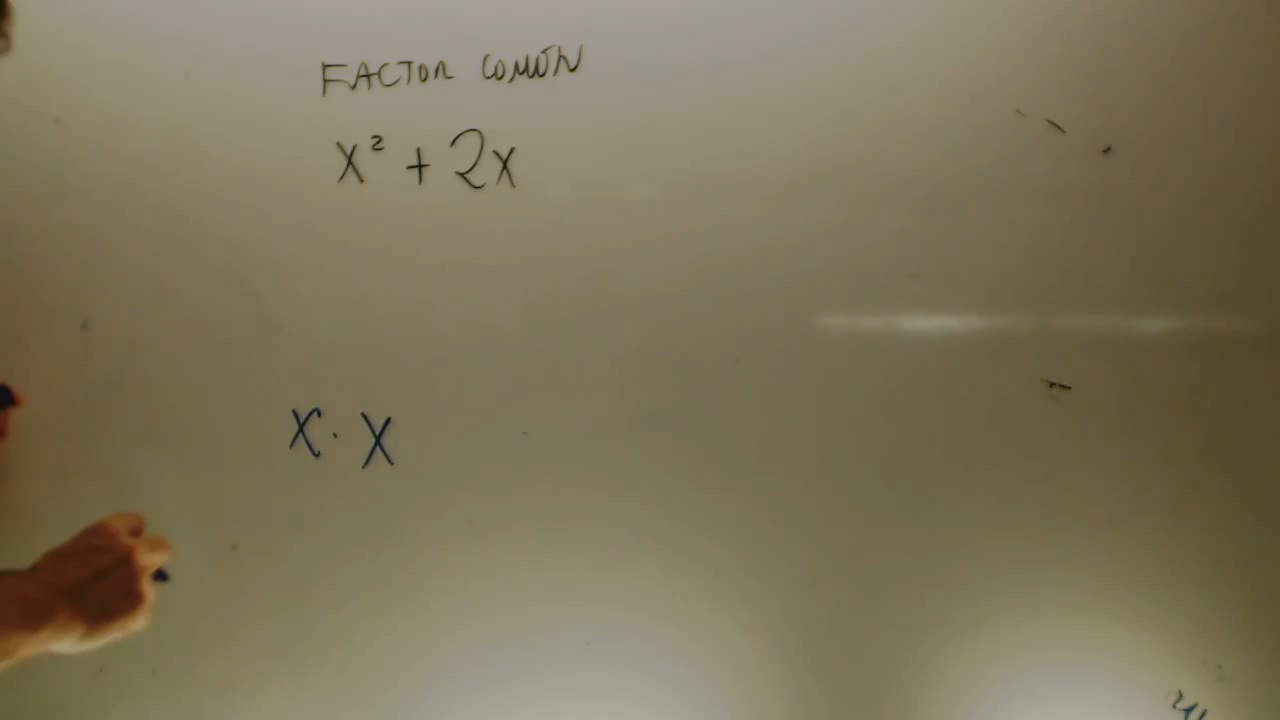 FACTOR COMÚN
x² + 2x
x · x